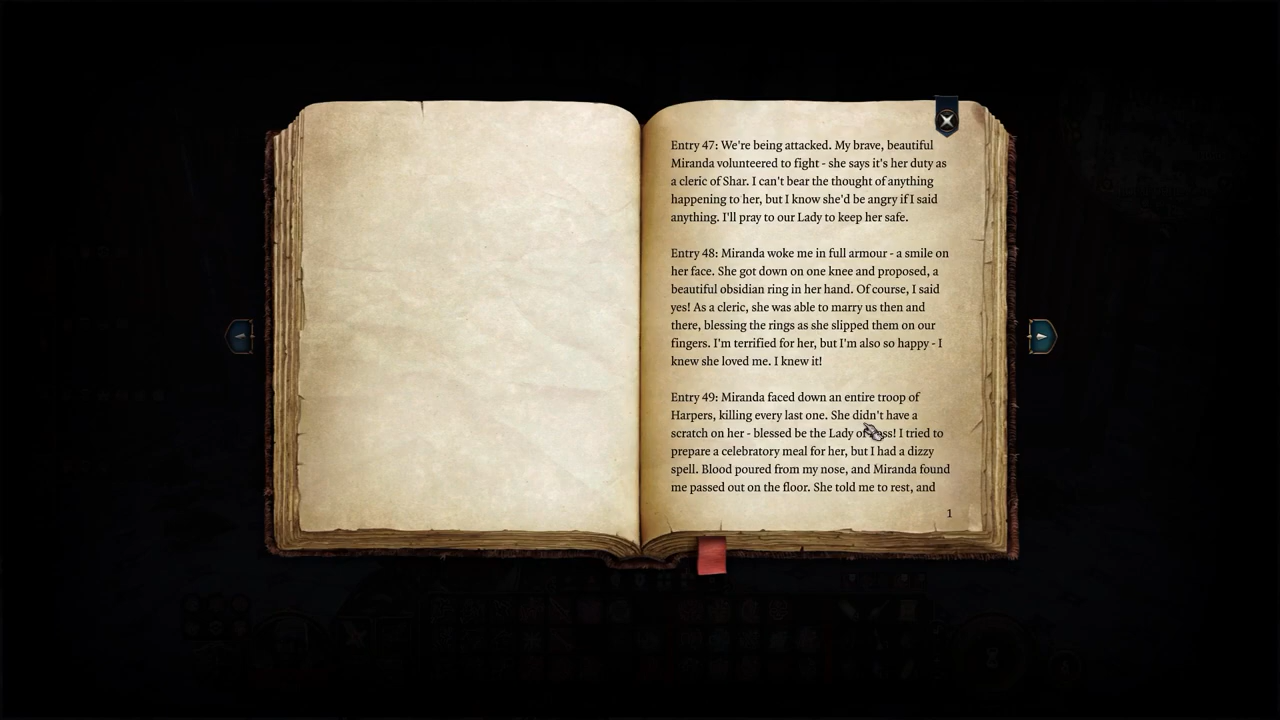 Entry 47: We're being attacked. My brave, beautiful
Miranda volunteered to fight - she says it's her duty as
a cleric of Shar. I can't bear the thought of anything
happening to her, but I know she'd be angry if I said
anything. I'll pray to our Lady to keep her safe.
Entry 48: Miranda woke me in full armour - a smile on
her face. She got down on one knee and proposed, a
beautiful obsidian ring in her hand. Of course, I said
yes! As a cleric, she was able to marry us then and
there, blessing the rings as she slipped them on our
fingers. I'm terrified for her, but I'm also so happy - I
knew she loved me. I knew it!
Entry 49: Miranda faced down an entire troop of
Harpers, killing every last one. She didn't have a
scratch on her - blessed be the Lady of I tried to
prepare a celebratory meal for her, but I had a dizzy
spell. Blood poured from my nose, and Miranda found
me passed out on the floor. She told me to rest, and
1